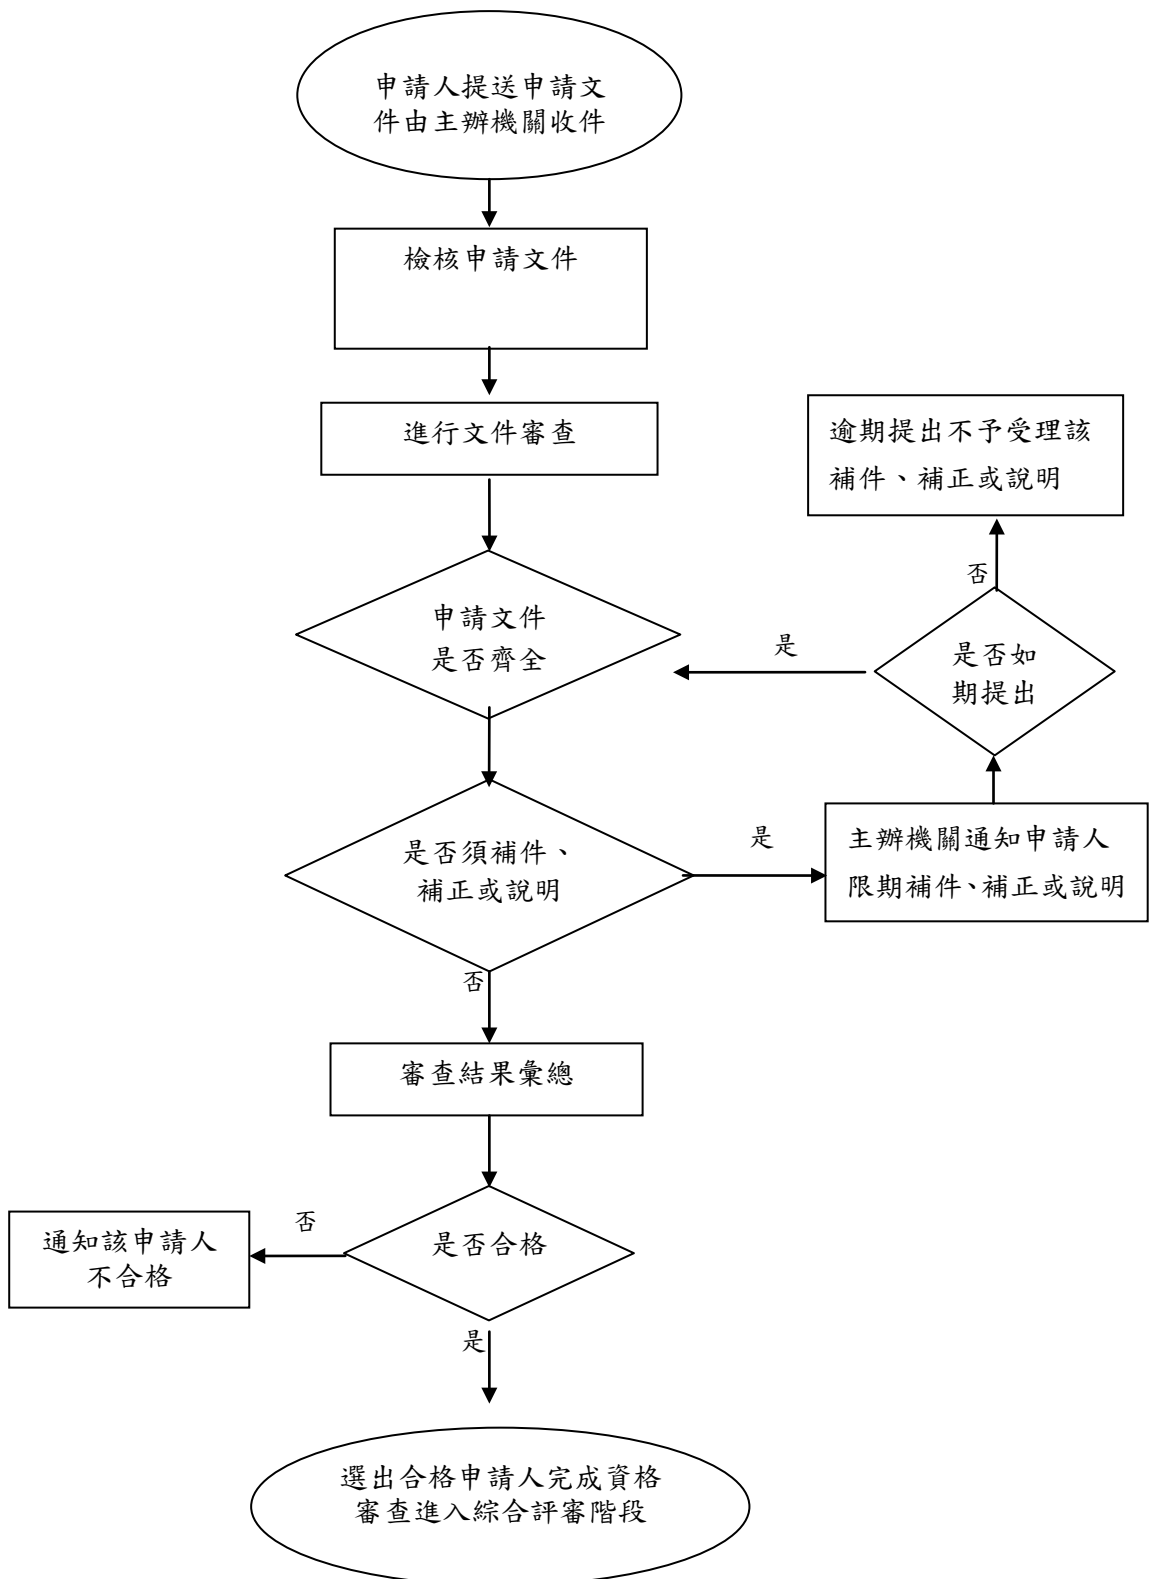 申請人提送申請文
件由主辦機關收件
檢核申請文件
進行文件審查
逾期提出不予受理該
補件、補正或說明
否
申請文件
是否齊全
是
是否如
期提出
是否須補件、
補正或說明
是
主辦機關通知申請人
限期補件、補正或說明
否
審查結果彙總
否
通知該申請人
不合格
是否合格
是
選出合格申請人完成資格
審查進入綜合評審階段